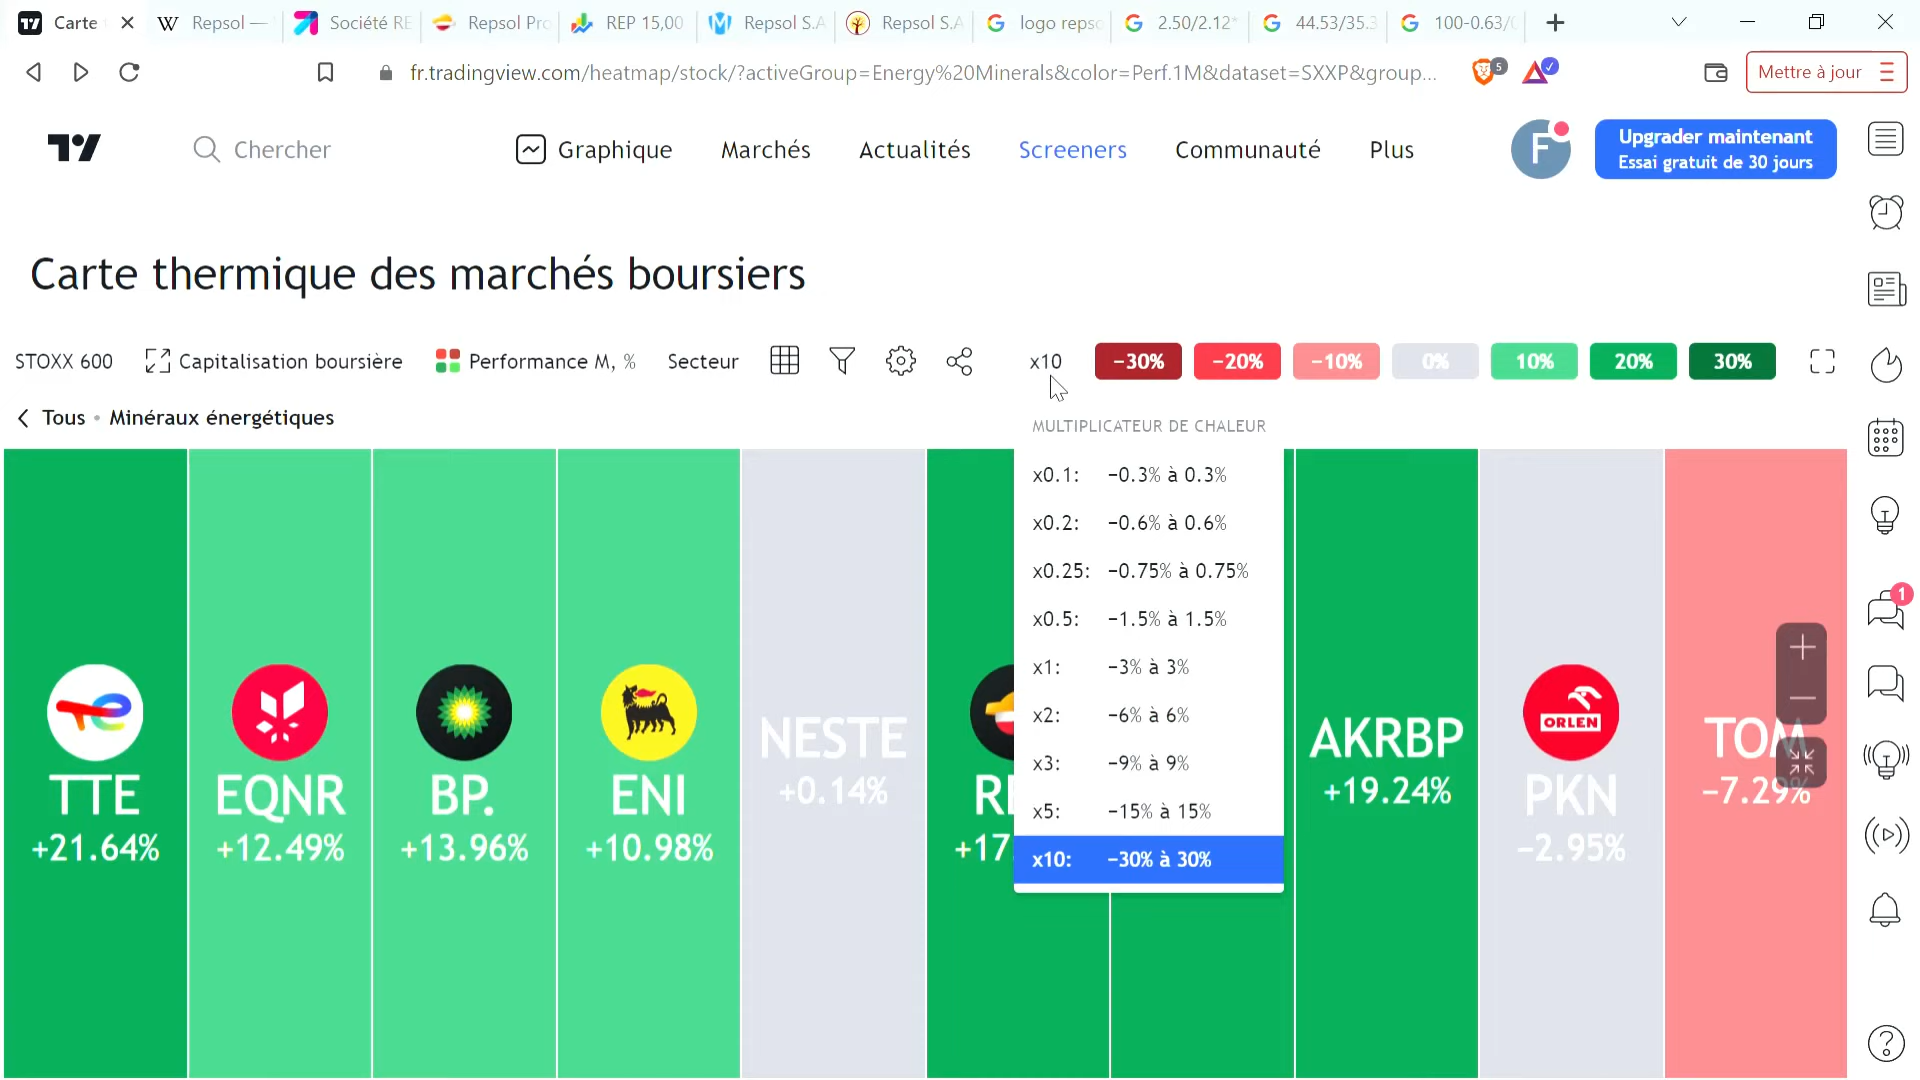 Carte
Repsol —
Société RE
Repsol Pro
REP 15,00
Repsol S.A
Repsol S.A
logo repso
2.50/2.12*
44.53/35.3
100-0.63/0
fr.tradingview.com/heatmap/stock/?activeGroup=Energy%20Minerals&color=Perf.1M&dataset=SXXP&group...
5
Mettre à jour
Chercher
Graphique
Marchés
Actualités
Screeners
Communauté
Plus
F
Upgrader maintenant
Essai gratuit de 30 jours
Carte thermique des marchés boursiers
STOXX 600
Capitalisation boursière
Performance M, %
Secteur
x10
−30%
−20%
−10%
0%
10%
20%
30%
Tous • Minéraux énergétiques
MULTIPLICATEUR DE CHALEUR
x0.1: −0.3% à 0.3%
x0.2: −0.6% à 0.6%
x0.25: −0.75% à 0.75%
x0.5: −1.5% à 1.5%
x1: −3% à 3%
x2: −6% à 6%
x3: −9% à 9%
x5: −15% à 15%
x10: −30% à 30%
TTE
+21.64%
EQNR
+12.49%
BP.
+13.96%
ENI
+10.98%
NESTE
+0.14%
+17.
AKRBP
+19.24%
ORLEN
PKN
−2.95%
TOM
−7.29%
1